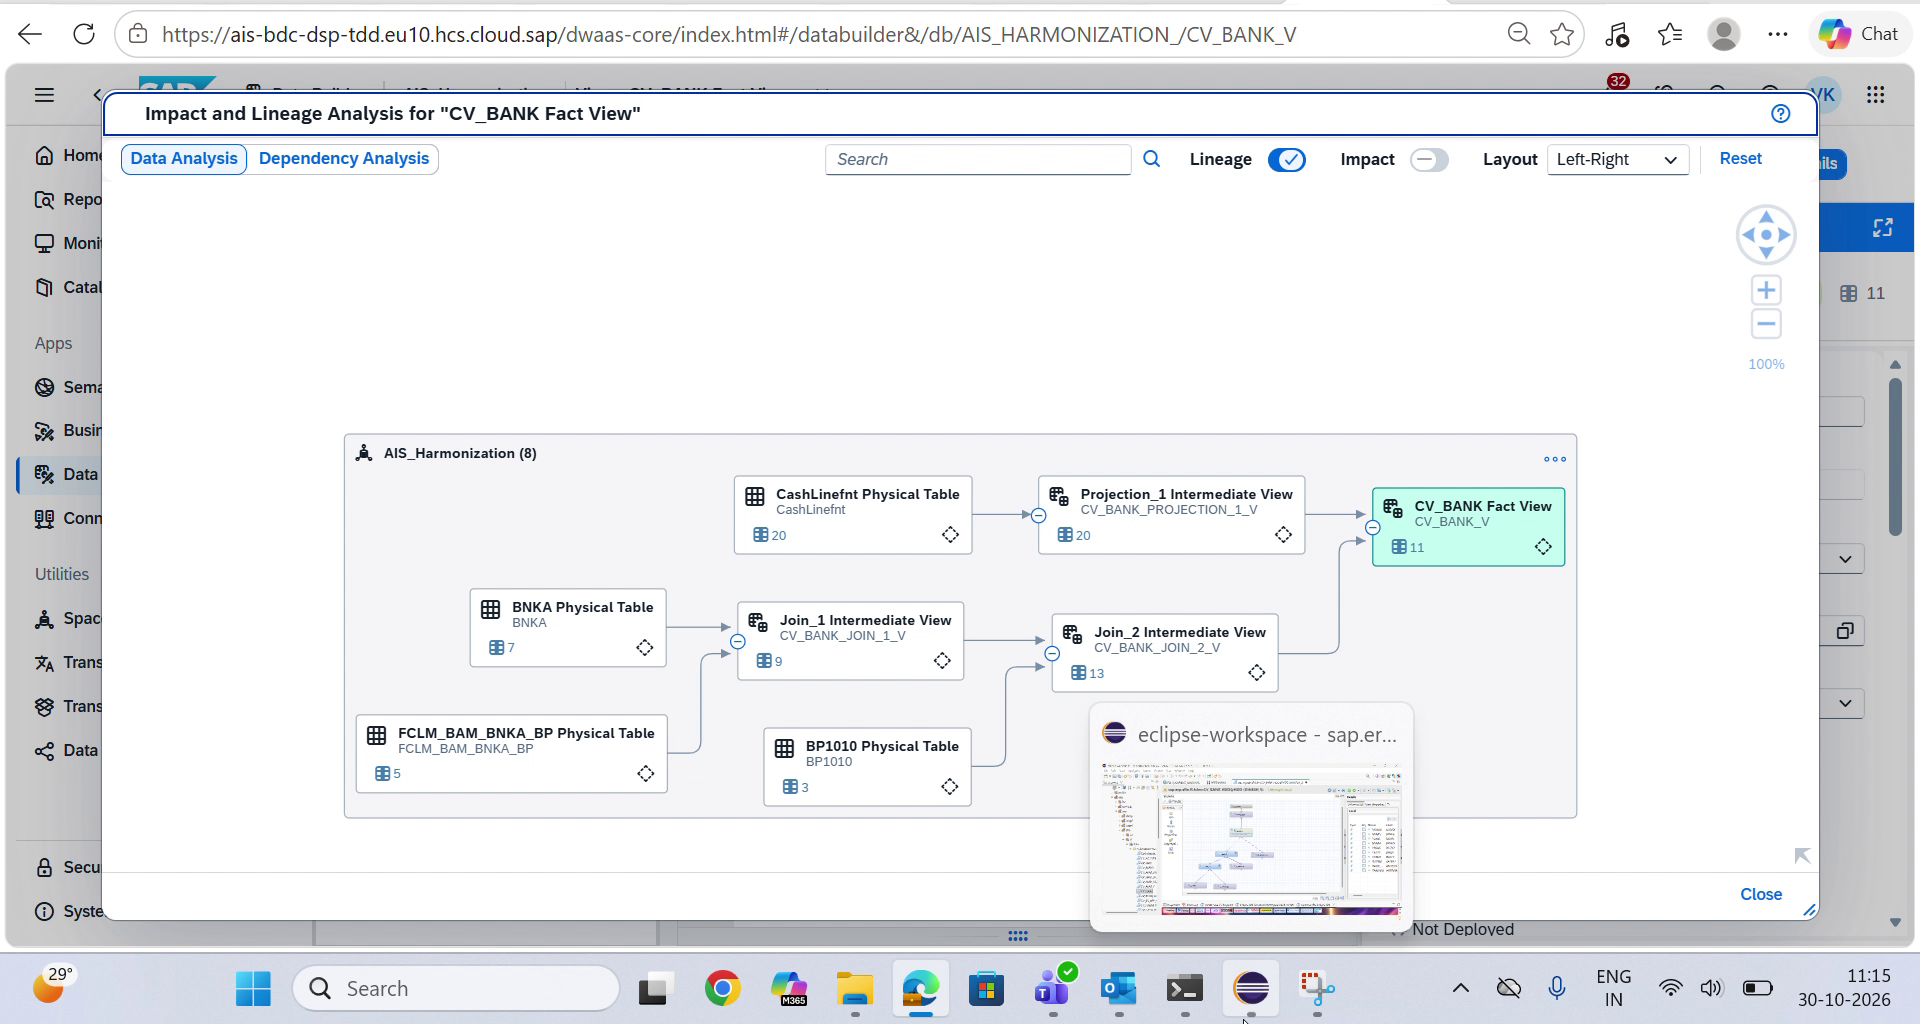 https://ais-bdc-dsp-tdd.eu10.hcs.cloud.sap/dwaas-core/index.html#/databuilder&/db/AIS_HARMONIZATION_/CV_BANK_V
Chat
SAP
32
VK
Impact and Lineage Analysis for "CV_BANK Fact View"
Data Analysis
Dependency Analysis
Search
Lineage
Impact
Layout
Left-Right
Reset
Home
Repo
Moni
Catal
Apps
Sema
Busin
Data
Conn
Utilities
Spac
Trans
Trans
Data
Secu
Syste
ils
11
100%
AIS_Harmonization (8)
CashLinefnt Physical Table
CashLinefnt
20
Projection_1 Intermediate View
CV_BANK_PROJECTION_1_V
20
CV_BANK Fact View
CV_BANK_V
11
BNKA Physical Table
BNKA
7
Join_1 Intermediate View
CV_BANK_JOIN_1_V
9
Join_2 Intermediate View
CV_BANK_JOIN_2_V
13
FCLM_BAM_BNKA_BP Physical Table
FCLM_BAM_BNKA_BP
5
BP1010 Physical Table
BP1010
3
eclipse-workspace - sap.er...
Close
Not Deployed
29°
Search
M365
ENG
IN
11:15
30-10-2026